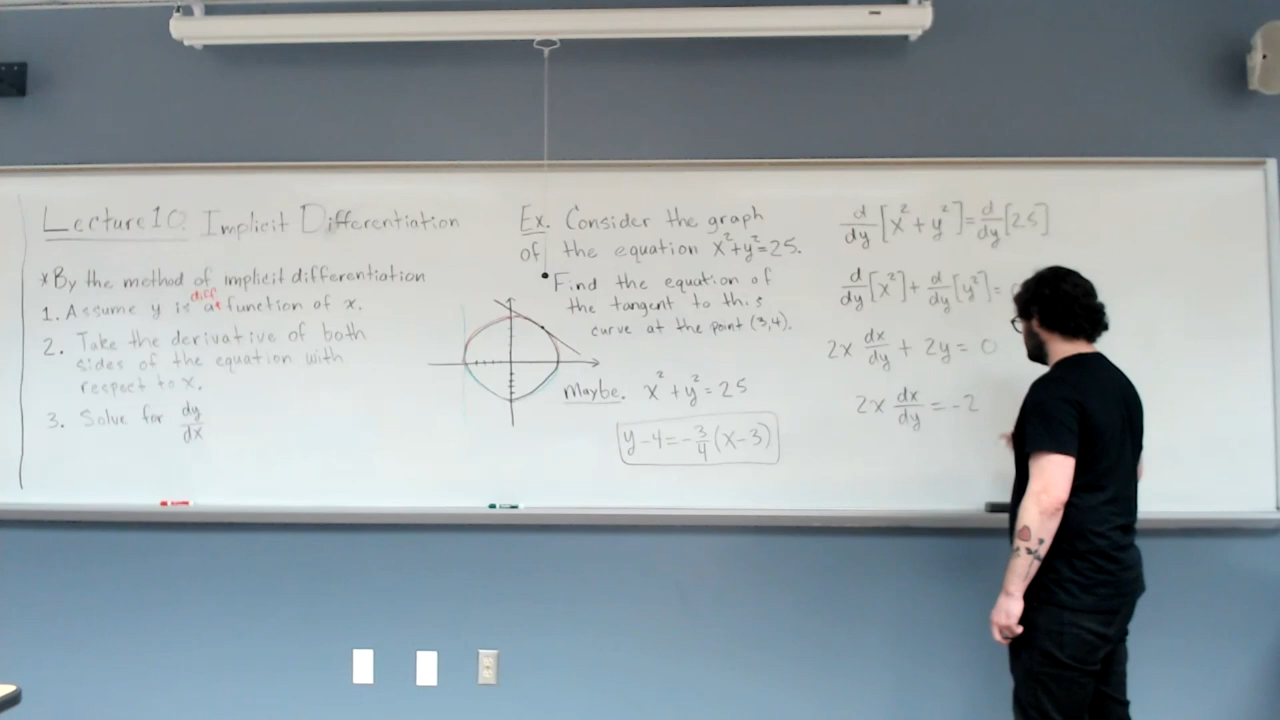 Lecture 10. Implicit Differentiation
*By the method of implicit differentiation
diff
1. Assume y is a function of x.
2. Take the derivative of both
sides of the equation with
respect to x.
3. Solve for dy/dx
Ex. Consider the graph
of the equation x²+y²=25.
Find the equation of
the tangent to this
curve at the point (3,4).
Maybe. x²+y²=25
y-4=-3/4(x-3)
d/dy[x²+y²]=d/dy[25]
d/dy[x²]+d/dy[y²]=
2x dx/dy + 2y = 0
2x dx/dy = -2